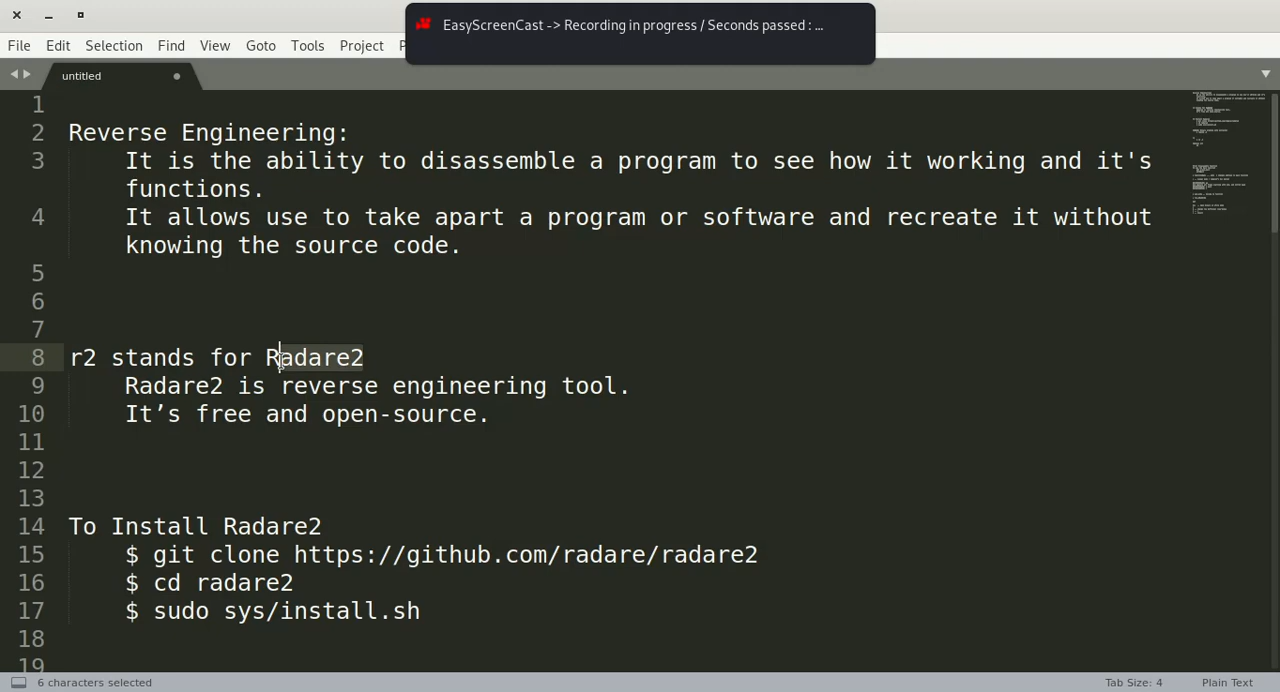 EasyScreenCast -> Recording in progress / Seconds passed : ...
File Edit Selection Find View Goto Tools Project P
untitled
1
2 Reverse Engineering:
3 It is the ability to disassemble a program to see how it working and it's
functions.
4 It allows use to take apart a program or software and recreate it without
knowing the source code.
5
6
7
8 r2 stands for Radare2
9 Radare2 is reverse engineering tool.
10 It’s free and open-source.
11
12
13
14 To Install Radare2
15 $ git clone https://github.com/radare/radare2
16 $ cd radare2
17 $ sudo sys/install.sh
18
19
6 characters selected Tab Size: 4 Plain Text